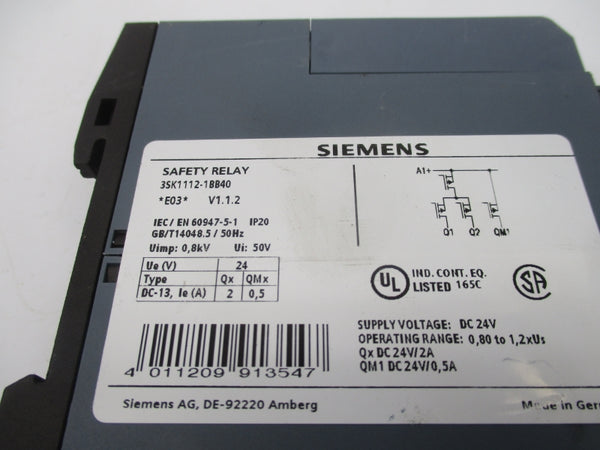 SIEMENS
SAFETY RELAY
3SK1112-1BB40
*E03* V1.1.2
IEC / EN 60947-5-1 IP20
GB/T14048.5 / 50Hz
Uimp: 0,8kV Ui: 50V
Ue (V) 24
Type Qx QMx
DC-13, Ie (A) 2 0,5
A1+
Q1 Q2 QM1
UL IND. CONT. EQ.
LISTED 165C
SA
SUPPLY VOLTAGE: DC 24V
OPERATING RANGE: 0,80 to 1,2xUs
Qx DC 24V/2A
QM1 DC 24V/0,5A
4 011209 913547
Siemens AG, DE-92220 Amberg
Made in Ger